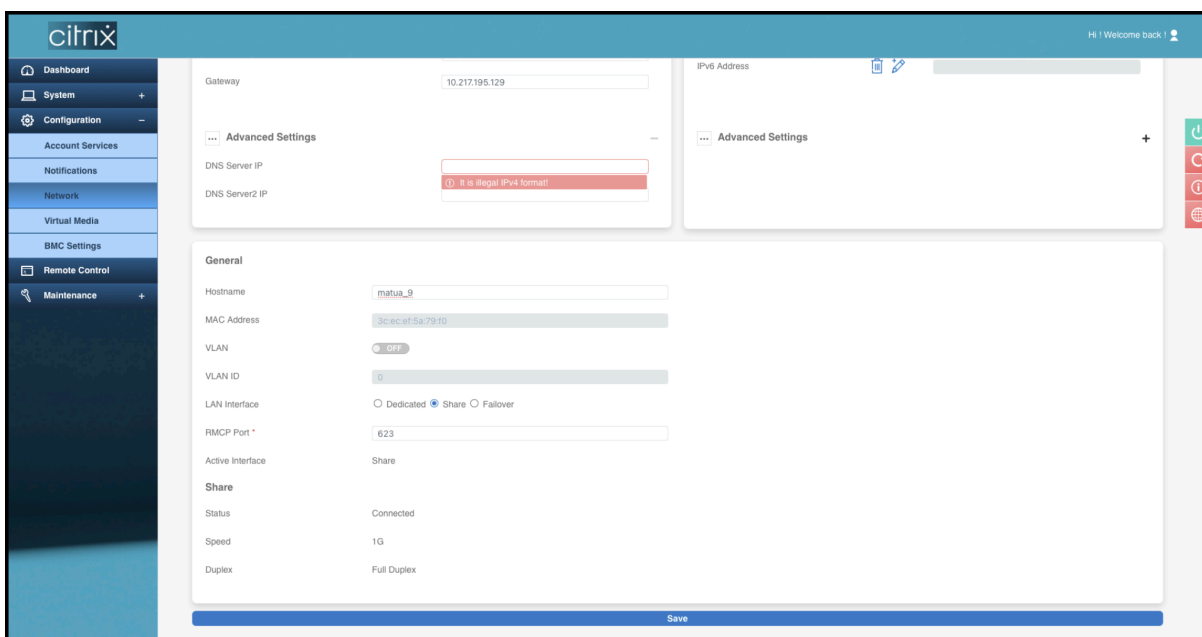 citrix
Hi ! Welcome back !
Dashboard
System +
Configuration −
Account Services
Notifications
Network
Virtual Media
BMC Settings
Remote Control
Maintenance +
Gateway 10.217.195.129
... Advanced Settings −
DNS Server IP
It is illegal IPv4 format!
DNS Server2 IP
IPv6 Address
... Advanced Settings +
General
Hostname matua_9
MAC Address 3c:ec:ef:5a:79:f0
VLAN OFF
VLAN ID 0
LAN Interface Dedicated Share Failover
RMCP Port * 623
Active Interface Share
Share
Status Connected
Speed 1G
Duplex Full Duplex
Save